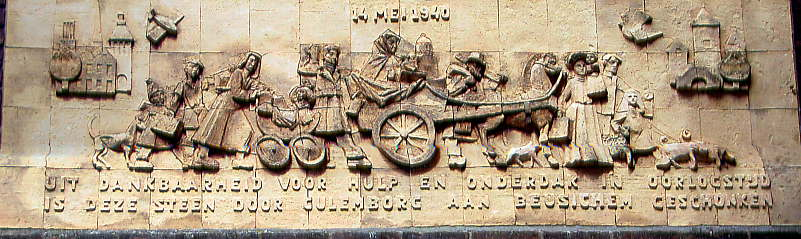 14 MEI 1940
UIT DANKBAARHEID VOOR HULP EN ONDERDAK IN OORLOGSTIJD
IS DEZE STEEN DOOR CULEMBORG AAN BEUSICHEM GESCHONKEN